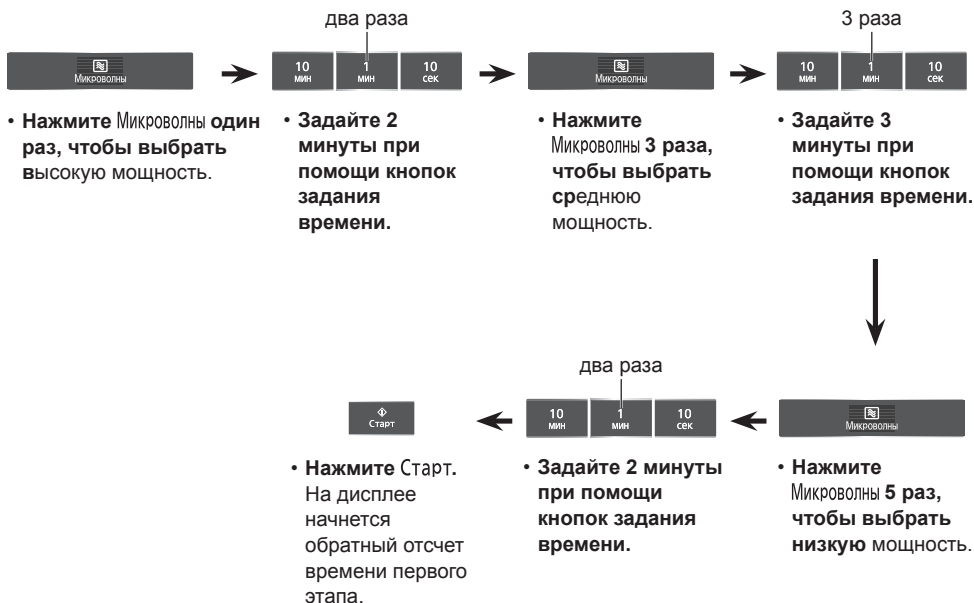 два раза
3 раза
Микроволны
10 мин 1 мин 10 сек
Микроволны
10 мин 1 мин 10 сек
• Нажмите Микроволны один
раз, чтобы выбрать
высокую мощность.
• Задайте 2
минуты при
помощи кнопок
задания
времени.
• Нажмите
Микроволны 3 раза,
чтобы выбрать
среднюю
мощность.
• Задайте 3
минуты при
помощи кнопок
задания времени.
два раза
Микроволны
10 мин 1 мин 10 сек
Старт
• Нажмите
Микроволны 5 раз,
чтобы выбрать
низкую мощность.
• Задайте 2 минуты
при помощи
кнопок задания
времени.
• Нажмите Старт.
На дисплее
начнется
обратный отсчет
времени первого
этапа.